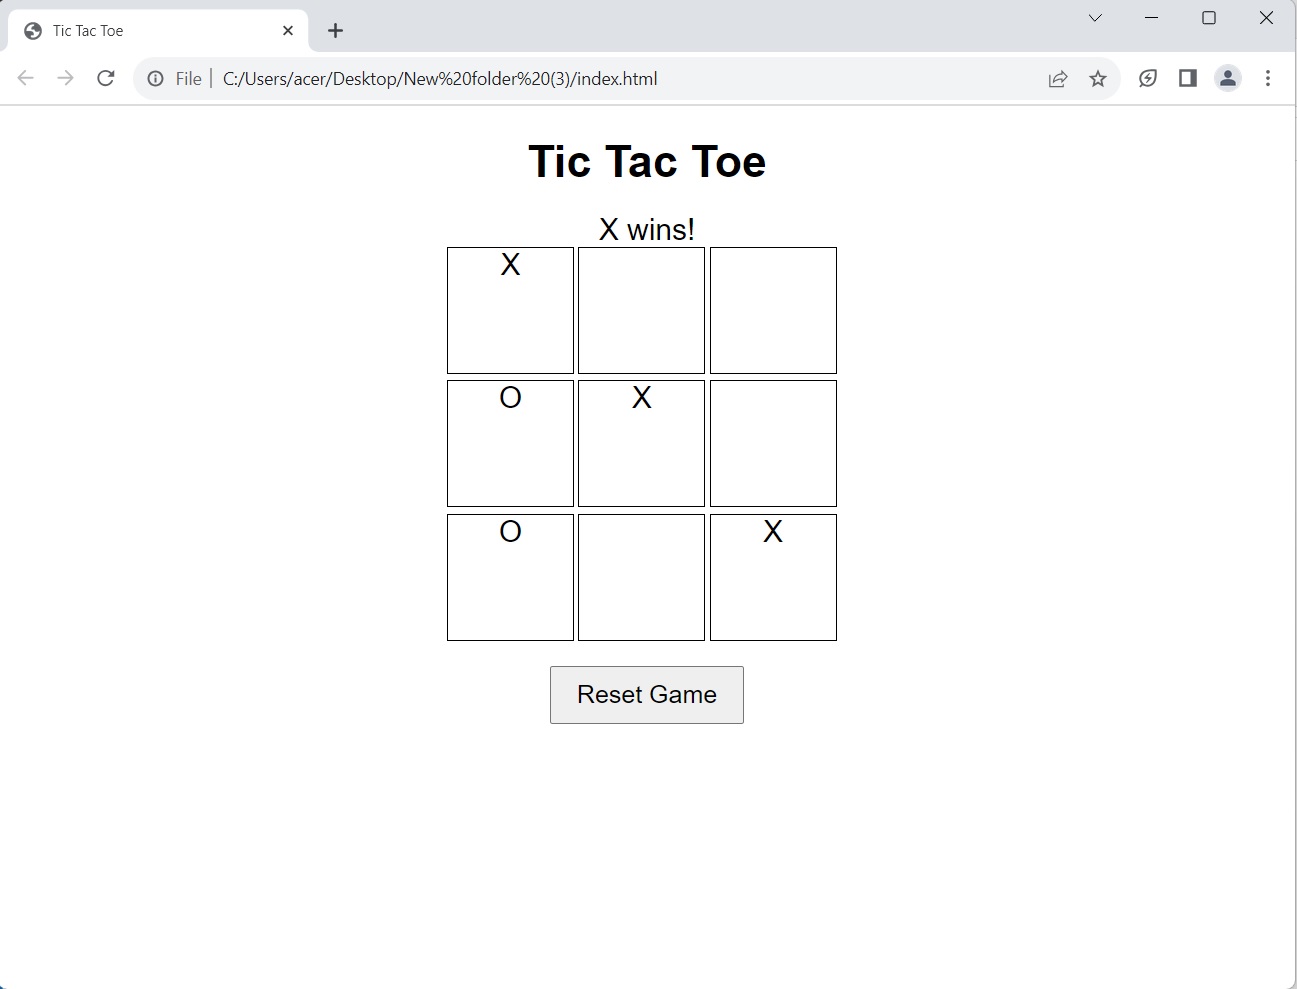 Tic Tac Toe
File | C:/Users/acer/Desktop/New%20folder%20(3)/index.html
Tic Tac Toe
X wins!
X
O X
O X
Reset Game